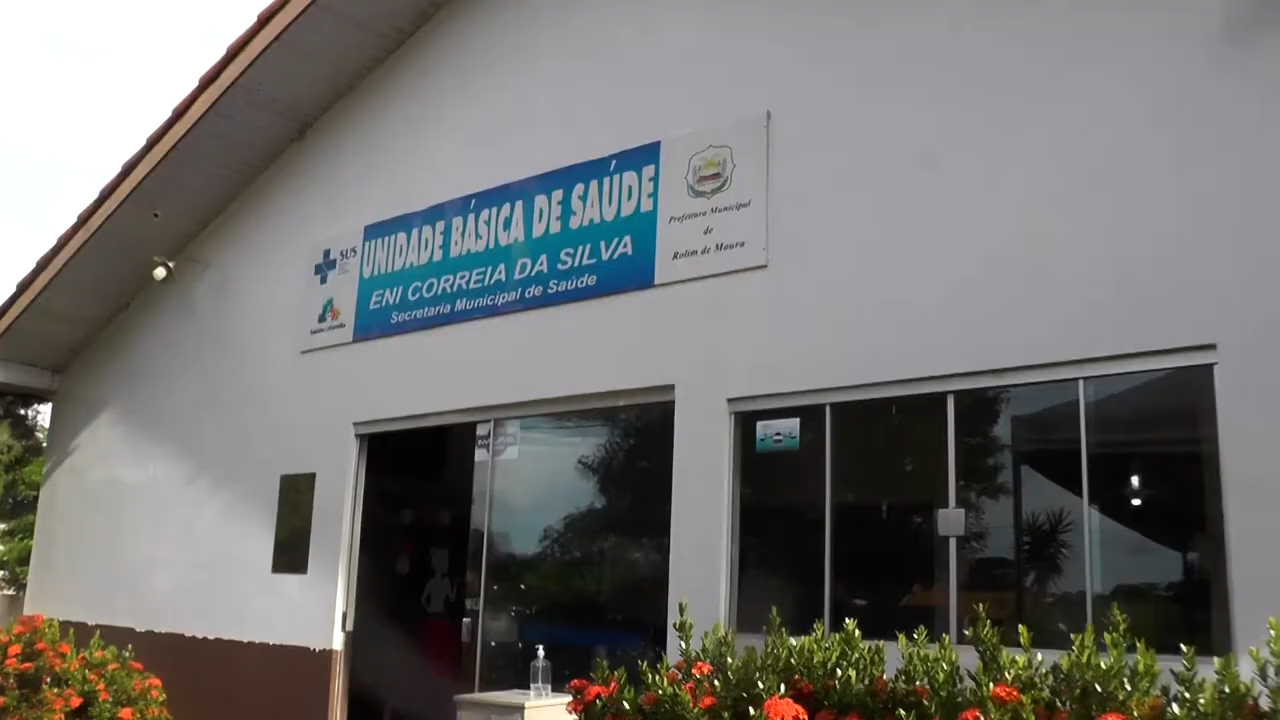 SUS
UNIDADE BÁSICA DE SAÚDE
ENI CORREIA DA SILVA
Secretaria Municipal de Saúde
Prefeitura Municipal
de
Rolim de Moura